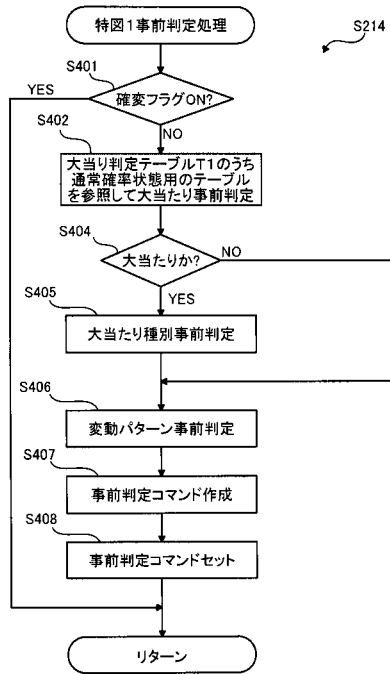 特図1事前判定処理
S214
S401
YES
確変フラグON?
S402
NO
大当り判定テーブルT1のうち
通常確率状態用のテーブル
を参照して大当たり事前判定
S404
大当たりか?
NO
S405
YES
大当たり種別事前判定
S406
変動パターン事前判定
S407
事前判定コマンド作成
S408
事前判定コマンドセット
リターン